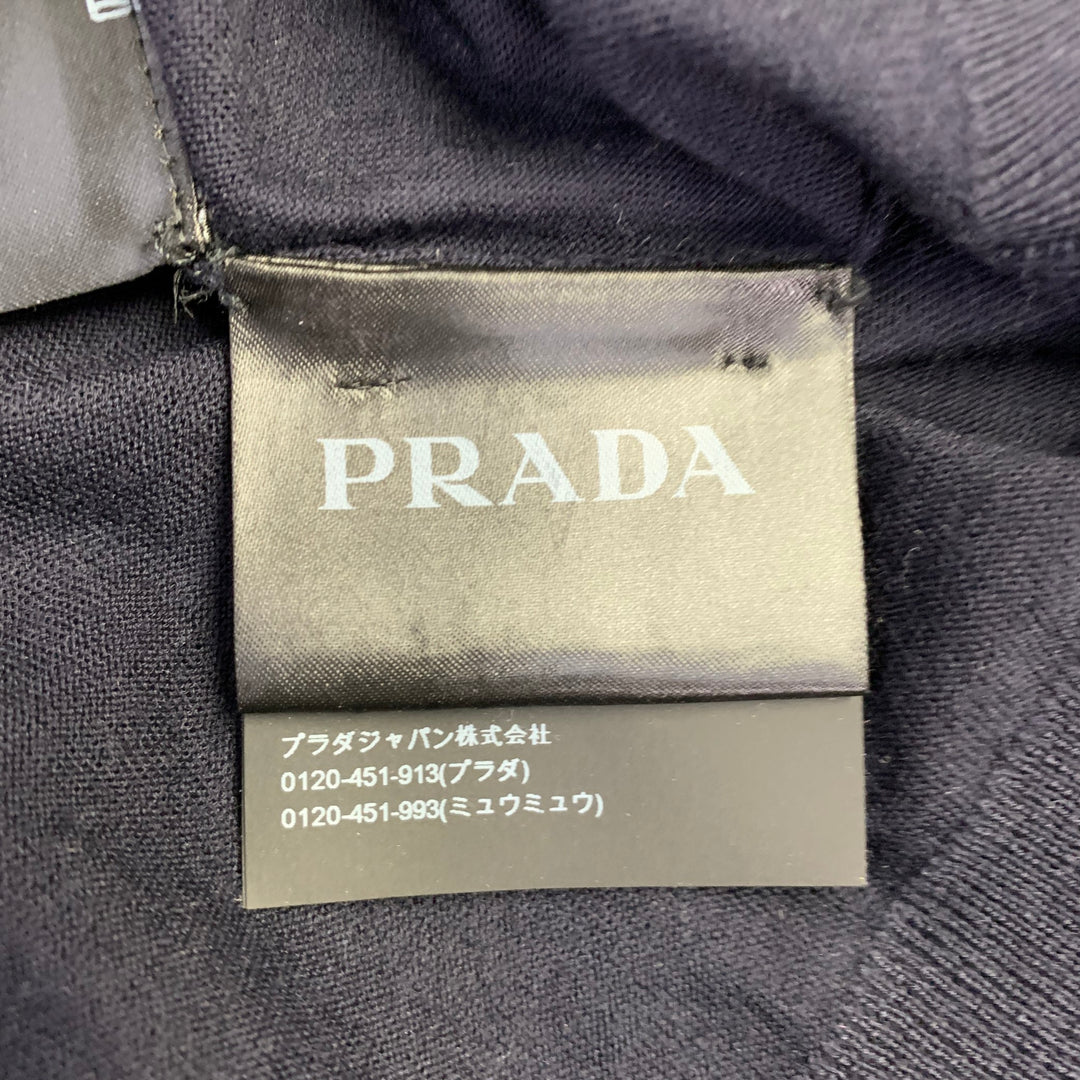 PRADA
プラダジャパン株式会社
0120-451-913(プラダ)
0120-451-993(ミュウミュウ)